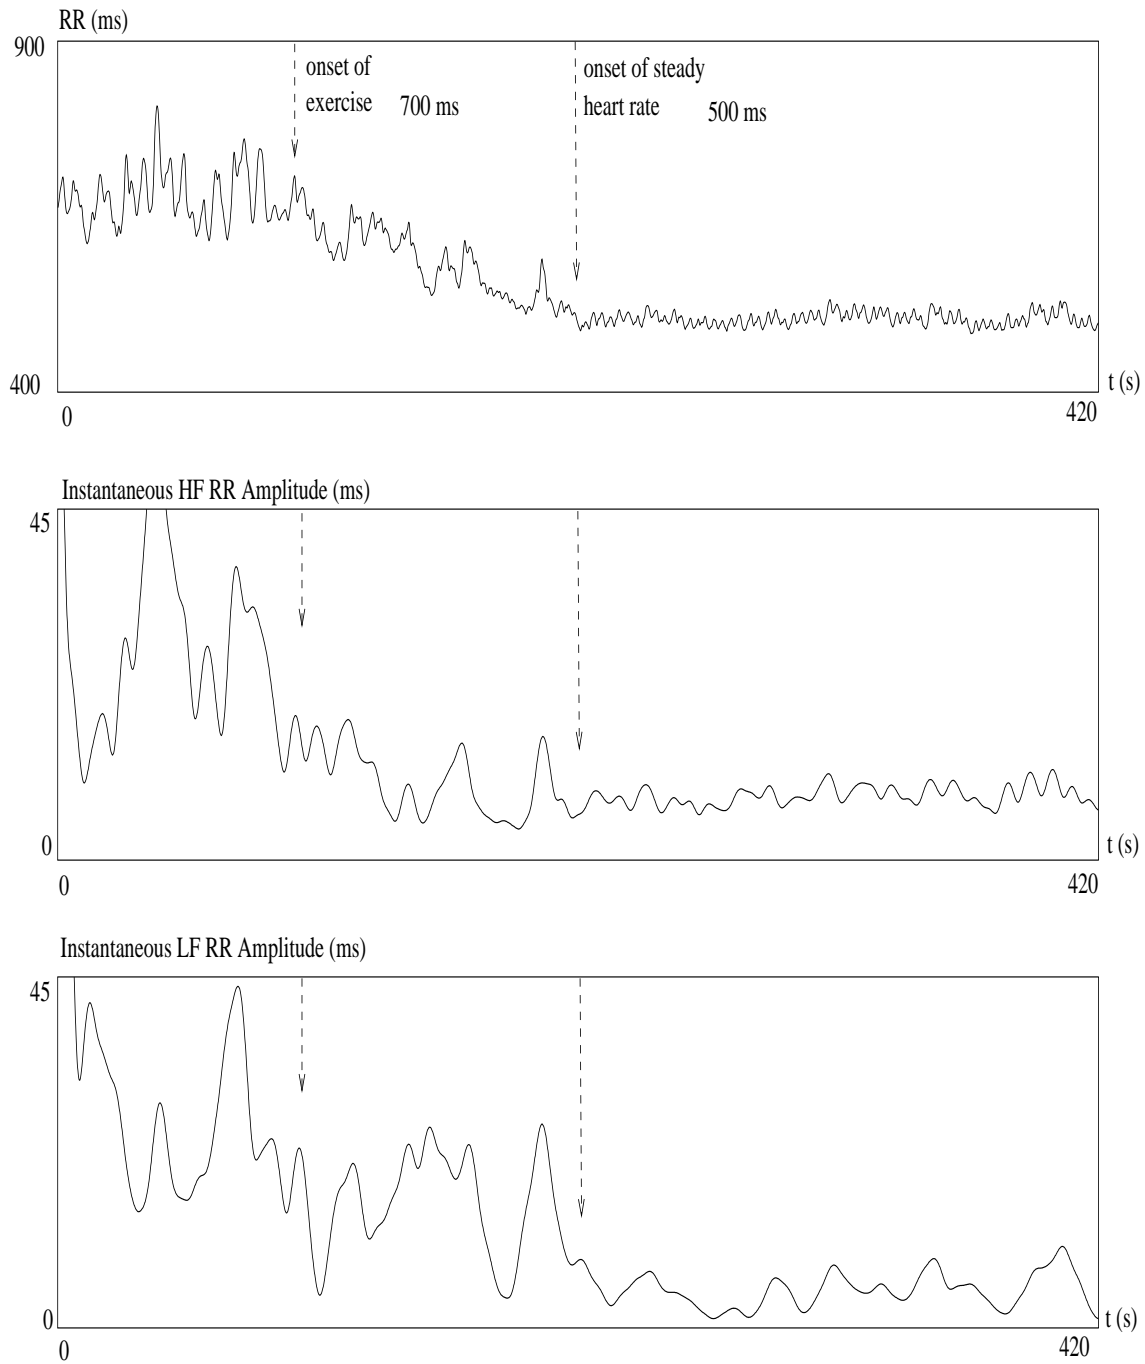 RR (ms)
900
onset of
exercise 700 ms
onset of steady
heart rate 500 ms
400
t (s)
0
420
Instantaneous HF RR Amplitude (ms)
45
0
t (s)
0
420
Instantaneous LF RR Amplitude (ms)
45
0
t (s)
0
420